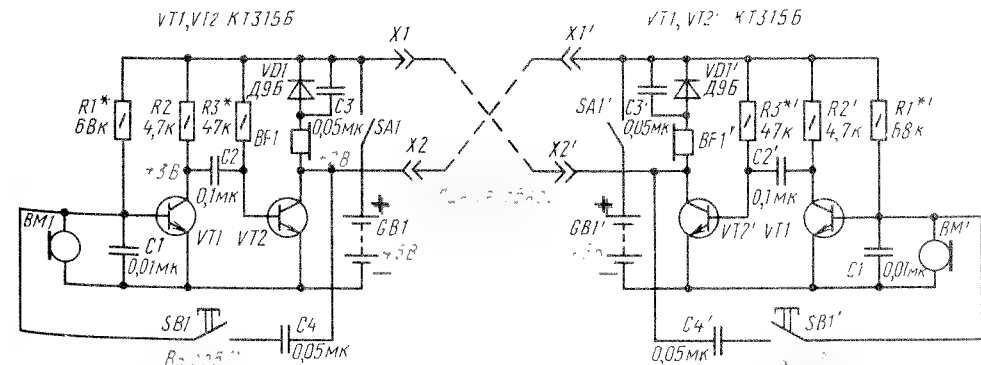 VT1, VT2 КТ315Б
VT1, VT2' КТ315Б
X1
X1'
VD1
Д9Б
C3
0,05мк
SA1
SA1'
C3'
0,05мк
VD1'
Д9Б
R1*
68к
R2
4,7к
R3*
47к
BF1
BF1'
R3*'
47к
R2'
4,7к
R1*'
68к
C2
0,1мк
+3В
+3В
X2
X2'
C2'
0,1мк
BM1
C1
0,01мк
VT1
VT2
GB1
+
−
GB1'
+
−
VT2'
VT1
C1
0,01мк
BM1'
SB1
C4
0,05мк
C4'
0,05мк
SB1'